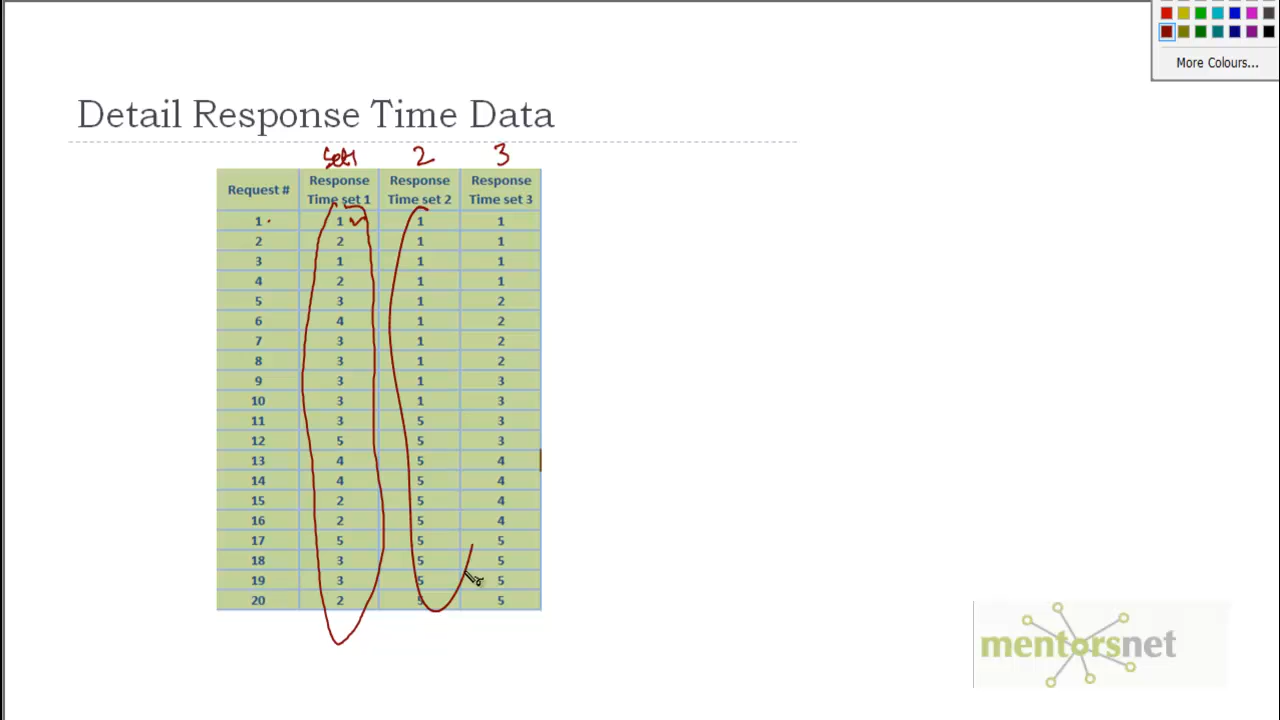 More Colours...
Detail Response Time Data
Set1 2 3
Request # Response Time set 1 Response Time set 2 Response Time set 3
1 1 1 1
2 2 1 1
3 1 1 1
4 2 1 1
5 3 1 2
6 4 1 2
7 3 1 2
8 3 1 2
9 3 1 3
10 3 1 3
11 3 5 3
12 5 5 3
13 4 5 4
14 4 5 4
15 2 5 4
16 2 5 4
17 5 5 5
18 3 5 5
19 3 5 5
20 2 5 5
mentorsnet